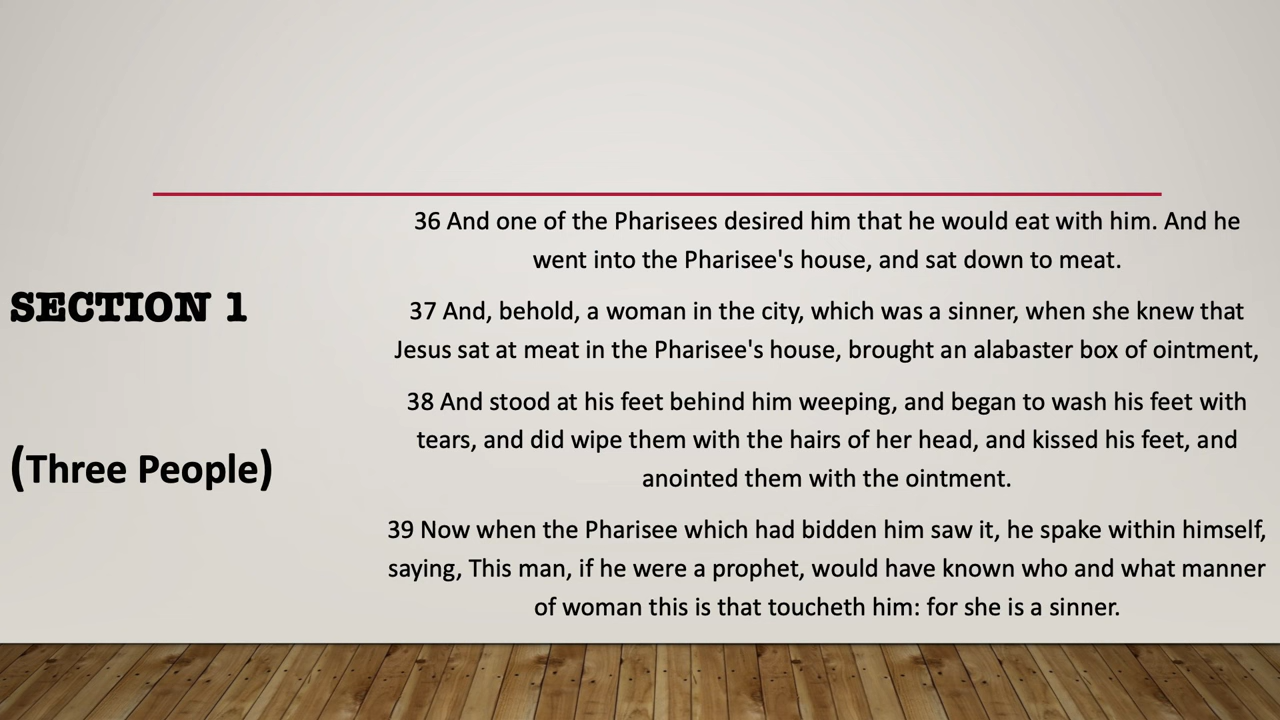 SECTION 1
(Three People)
36 And one of the Pharisees desired him that he would eat with him. And he
went into the Pharisee's house, and sat down to meat.
37 And, behold, a woman in the city, which was a sinner, when she knew that
Jesus sat at meat in the Pharisee's house, brought an alabaster box of ointment,
38 And stood at his feet behind him weeping, and began to wash his feet with
tears, and did wipe them with the hairs of her head, and kissed his feet, and
anointed them with the ointment.
39 Now when the Pharisee which had bidden him saw it, he spake within himself,
saying, This man, if he were a prophet, would have known who and what manner
of woman this is that toucheth him: for she is a sinner.